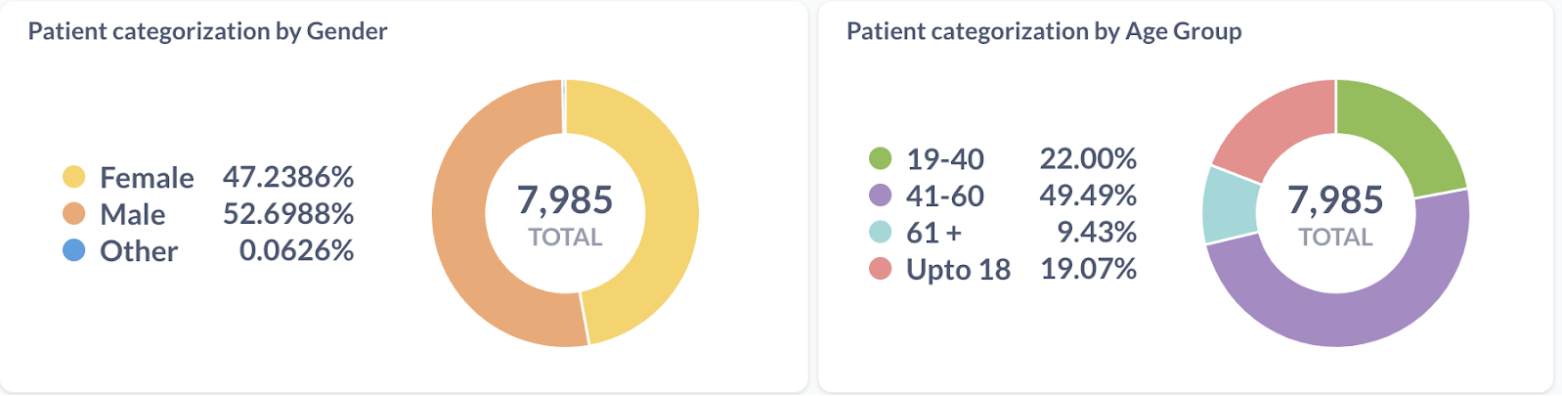 Patient categorization by Gender
Female 47.2386%
Male 52.6988%
Other 0.0626%
7,985
TOTAL
Patient categorization by Age Group
19-40 22.00%
41-60 49.49%
61 + 9.43%
Upto 18 19.07%
7,985
TOTAL